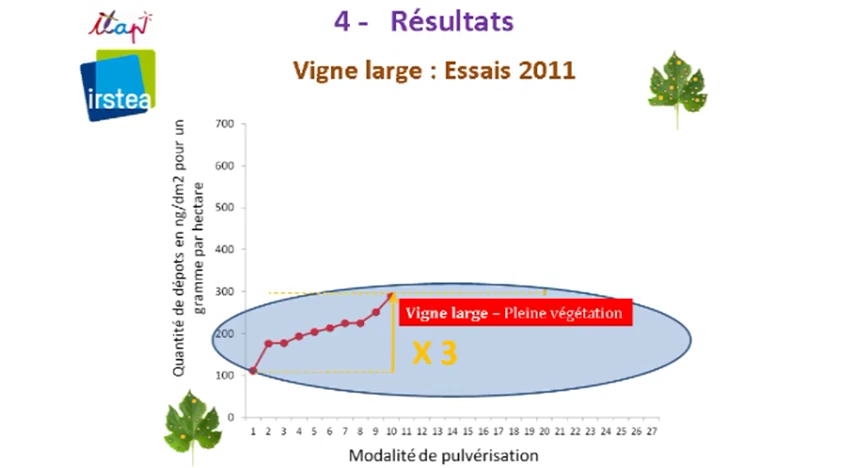 itap
irstea
4 - Résultats
Vigne large : Essais 2011
Quantité de dépots en ng/dm2 pour un
gramme par hectare
700
600
500
400
300
200
100
0
Vigne large – Pleine végétation
X 3
1 2 3 4 5 6 7 8 9 10 11 12 13 14 15 16 17 18 19 20 21 22 23 24 25 26 27
Modalité de pulvérisation